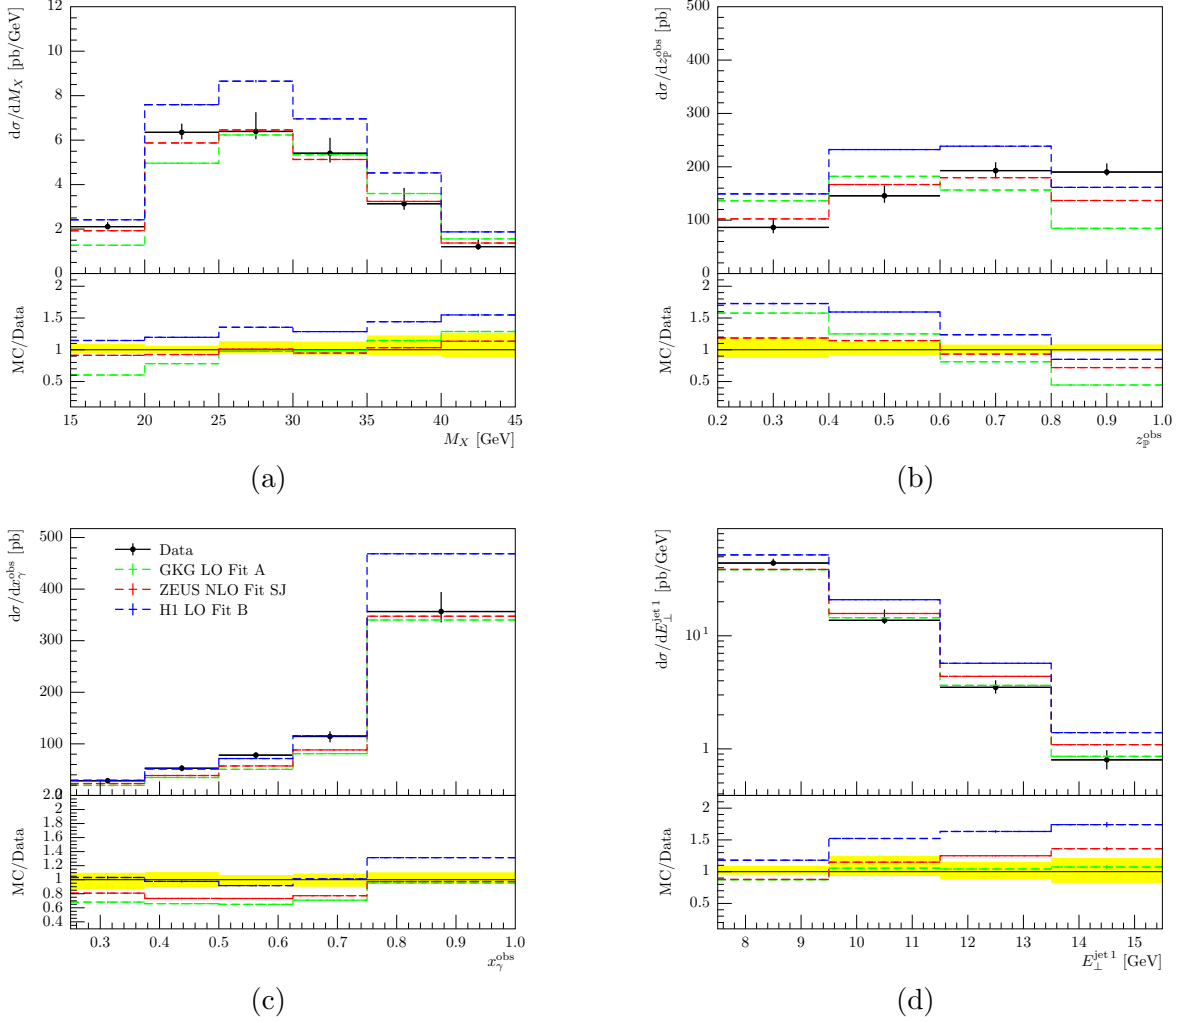 dσ/dM_X [pb/GeV]
12
10
8
6
4
2
0
MC/Data
2
1.5
1
0.5
15 20 25 30 35 40 45
M_X [GeV]
(a)
dσ/dz_ℙ^obs [pb]
500
400
300
200
100
0
MC/Data
2
1.5
1
0.5
0.2 0.3 0.4 0.5 0.6 0.7 0.8 0.9 1.0
z_ℙ^obs
(b)
dσ/dx_γ^obs [pb]
500
400
300
200
100
Data
GKG LO Fit A
ZEUS NLO Fit SJ
H1 LO Fit B
MC/Data
2
1.8
1.6
1.4
1.2
1
0.8
0.6
0.4
0.3 0.4 0.5 0.6 0.7 0.8 0.9 1.0
x_γ^obs
(c)
dσ/dE_⊥^jet 1 [pb/GeV]
10^1
1
MC/Data
2
1.5
1
0.5
8 9 10 11 12 13 14 15
E_⊥^jet 1 [GeV]
(d)